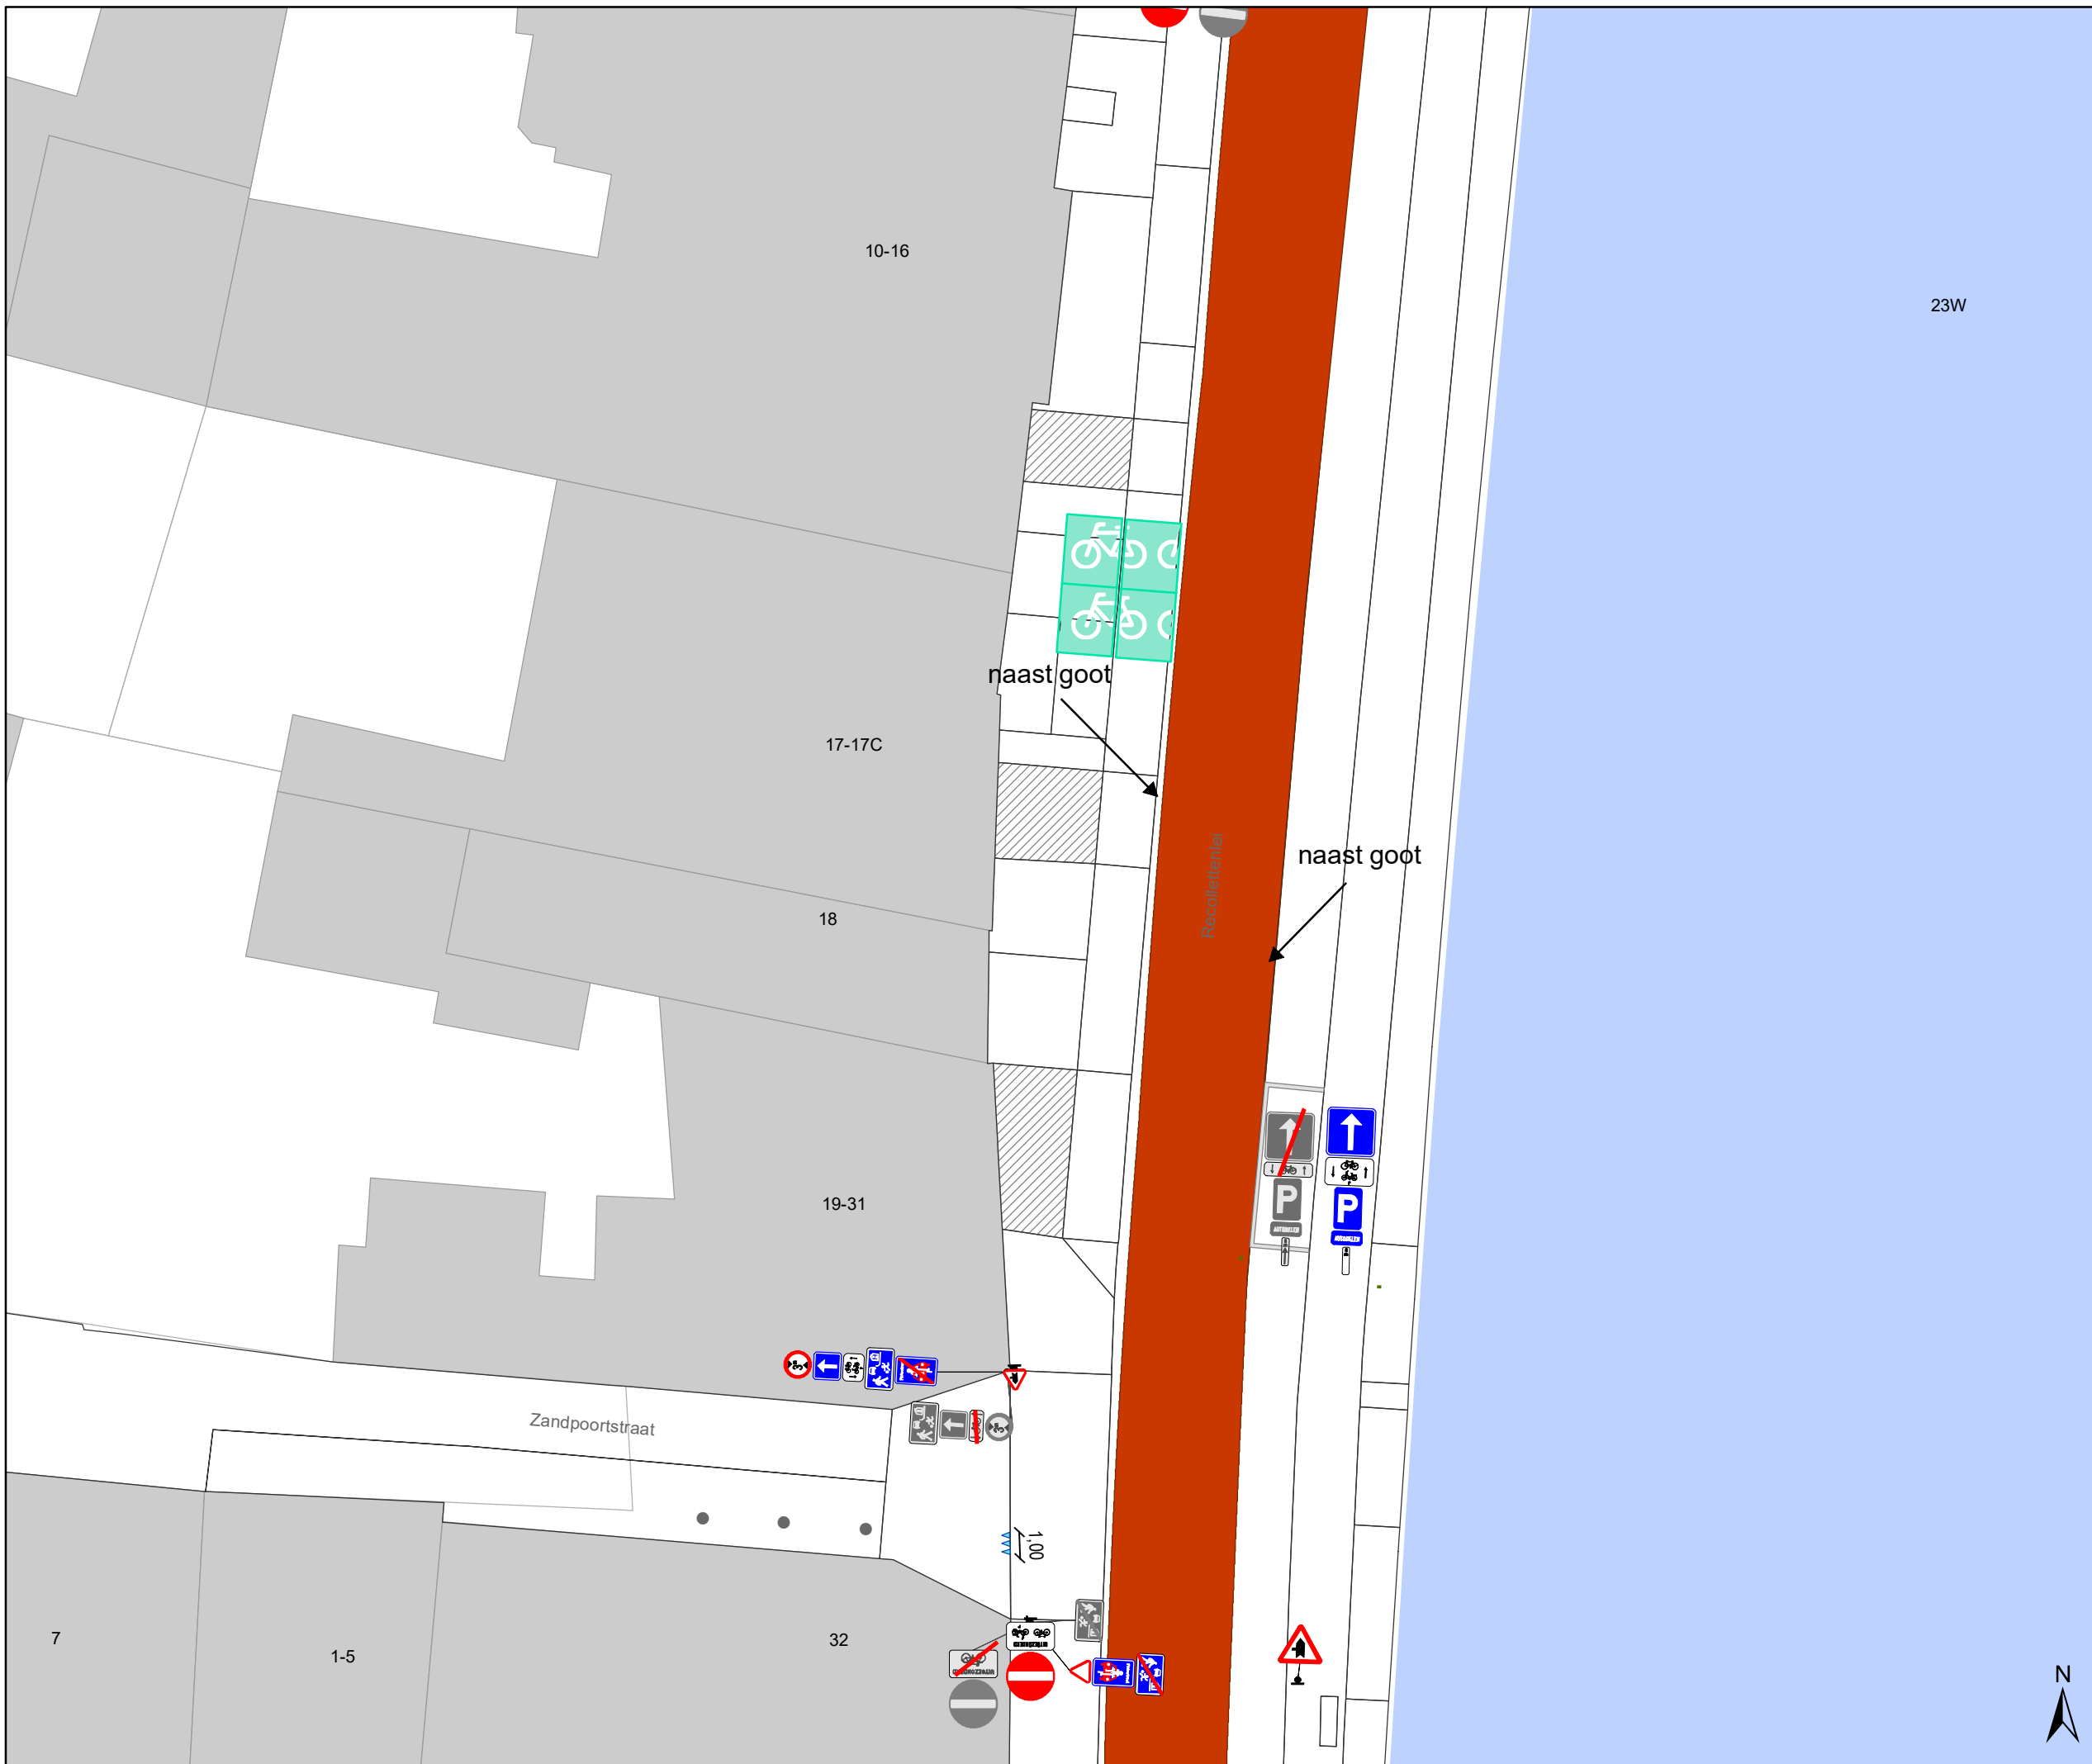 10-16
23W
naast goot
17-17C
Recollettenlei
naast goot
18
P
P
19-31
Zandpoortstraat
1,00
7
1-5
32
N